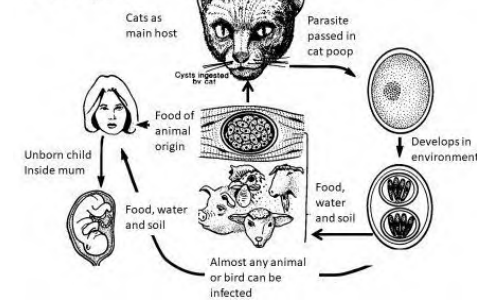 Cats as
main host
Parasite
passed in
cat poop
Cysts ingested
by cat
Food of
animal
origin
Develops in
environment
Unborn child
Inside mum
Food, water
and soil
Food,
water
and soil
Almost any animal
or bird can be
infected